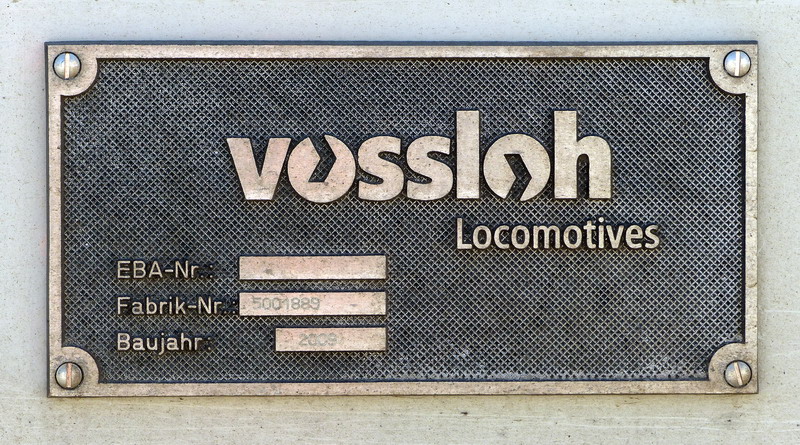 vossloh
Locomotives
EBA-Nr.:
Fabrik-Nr.: 5001889
Baujahr: 2009